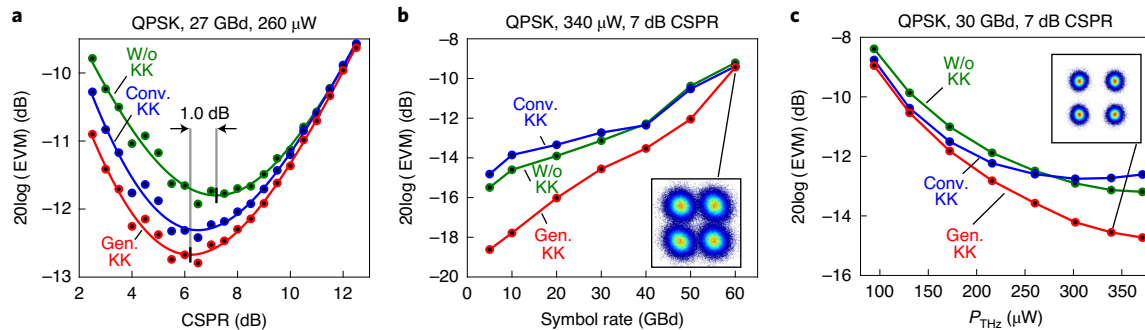 a
QPSK, 27 GBd, 260 μW
20log( EVM) (dB)
−10
−11
−12
−13
W/o
KK
Conv.
KK
1.0 dB
Gen.
KK
2
4
6
8
10
12
CSPR (dB)
b
QPSK, 340 μW, 7 dB CSPR
20log( EVM) (dB)
−8
−10
−12
−14
−16
−18
−20
Conv.
KK
W/o
KK
Gen.
KK
0
10
20
30
40
50
60
Symbol rate (GBd)
c
QPSK, 30 GBd, 7 dB CSPR
20log( EVM) (dB)
−8
−10
−12
−14
−16
W/o
KK
Conv.
KK
Gen.
KK
100
150
200
250
300
350
P_THz (μW)